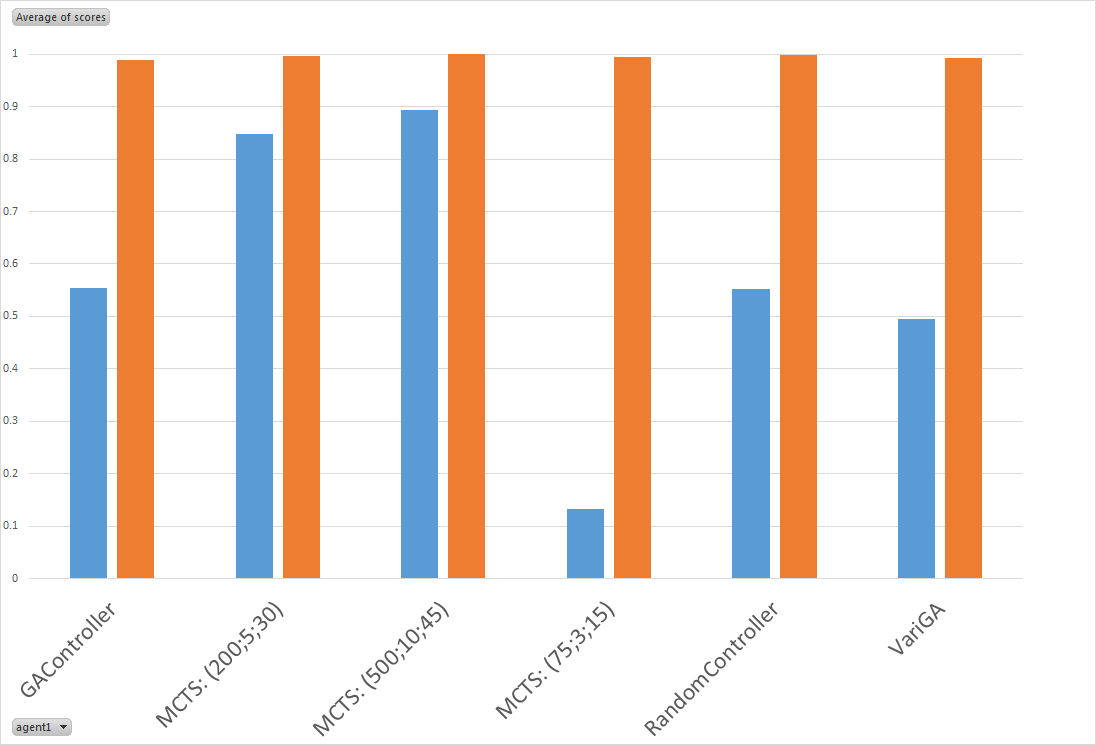 Average of scores
1
0.9
0.8
0.7
0.6
0.5
0.4
0.3
0.2
0.1
0
GAController
MCTS: (200;5;30)
MCTS: (500;10;45)
MCTS: (75;3;15)
RandomController
VariGA
agent1